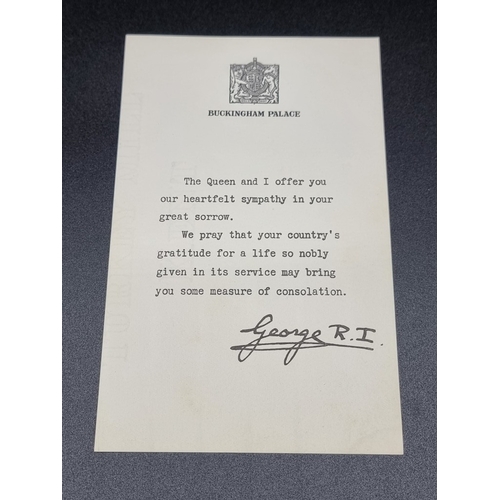 BUCKINGHAM PALACE
The Queen and I offer you
our heartfelt sympathy in your
great sorrow.
We pray that your country's
gratitude for a life so nobly
given in its service may bring
you some measure of consolation.
George R.I.